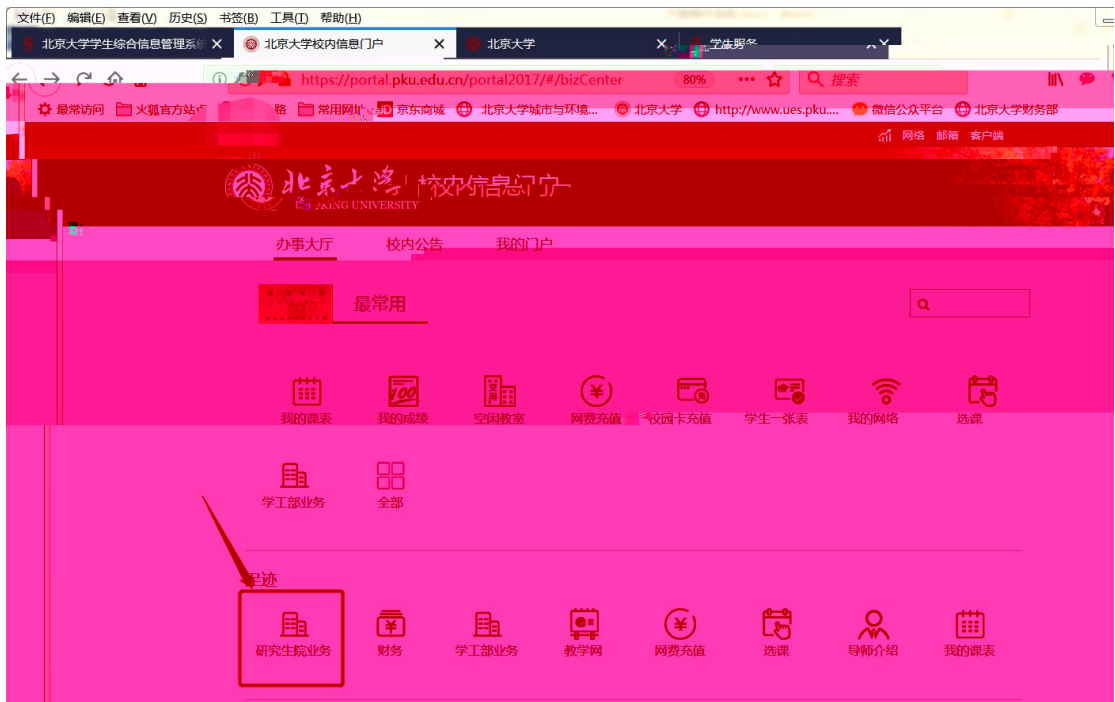 文件(F) 编辑(E) 查看(V) 历史(S) 书签(B) 工具(T) 帮助(H)
北京大学学生综合信息管理系统 北京大学校内信息门户 北京大学
https://portal.pku.edu.cn/portal2017/#/bizCenter 80% 搜索
最常访问 火狐官方站点 常用网址 京东商城 北京大学城市与环境... 北京大学 http://www.ues.pku.... 微信公众平台 北京大学财务部
网络 邮箱 客户端
北京大学 校内信息门户
PEKING UNIVERSITY
办事大厅 校内公告 我的门户
最常用
我的课表 我的成绩 空闲教室 网费充值 校园卡充值 学生一张表 我的网络 选课
学工部业务 全部
足迹
研究生院业务 财务 学工部业务 教学网 网费充值 选课 导师介绍 我的课表